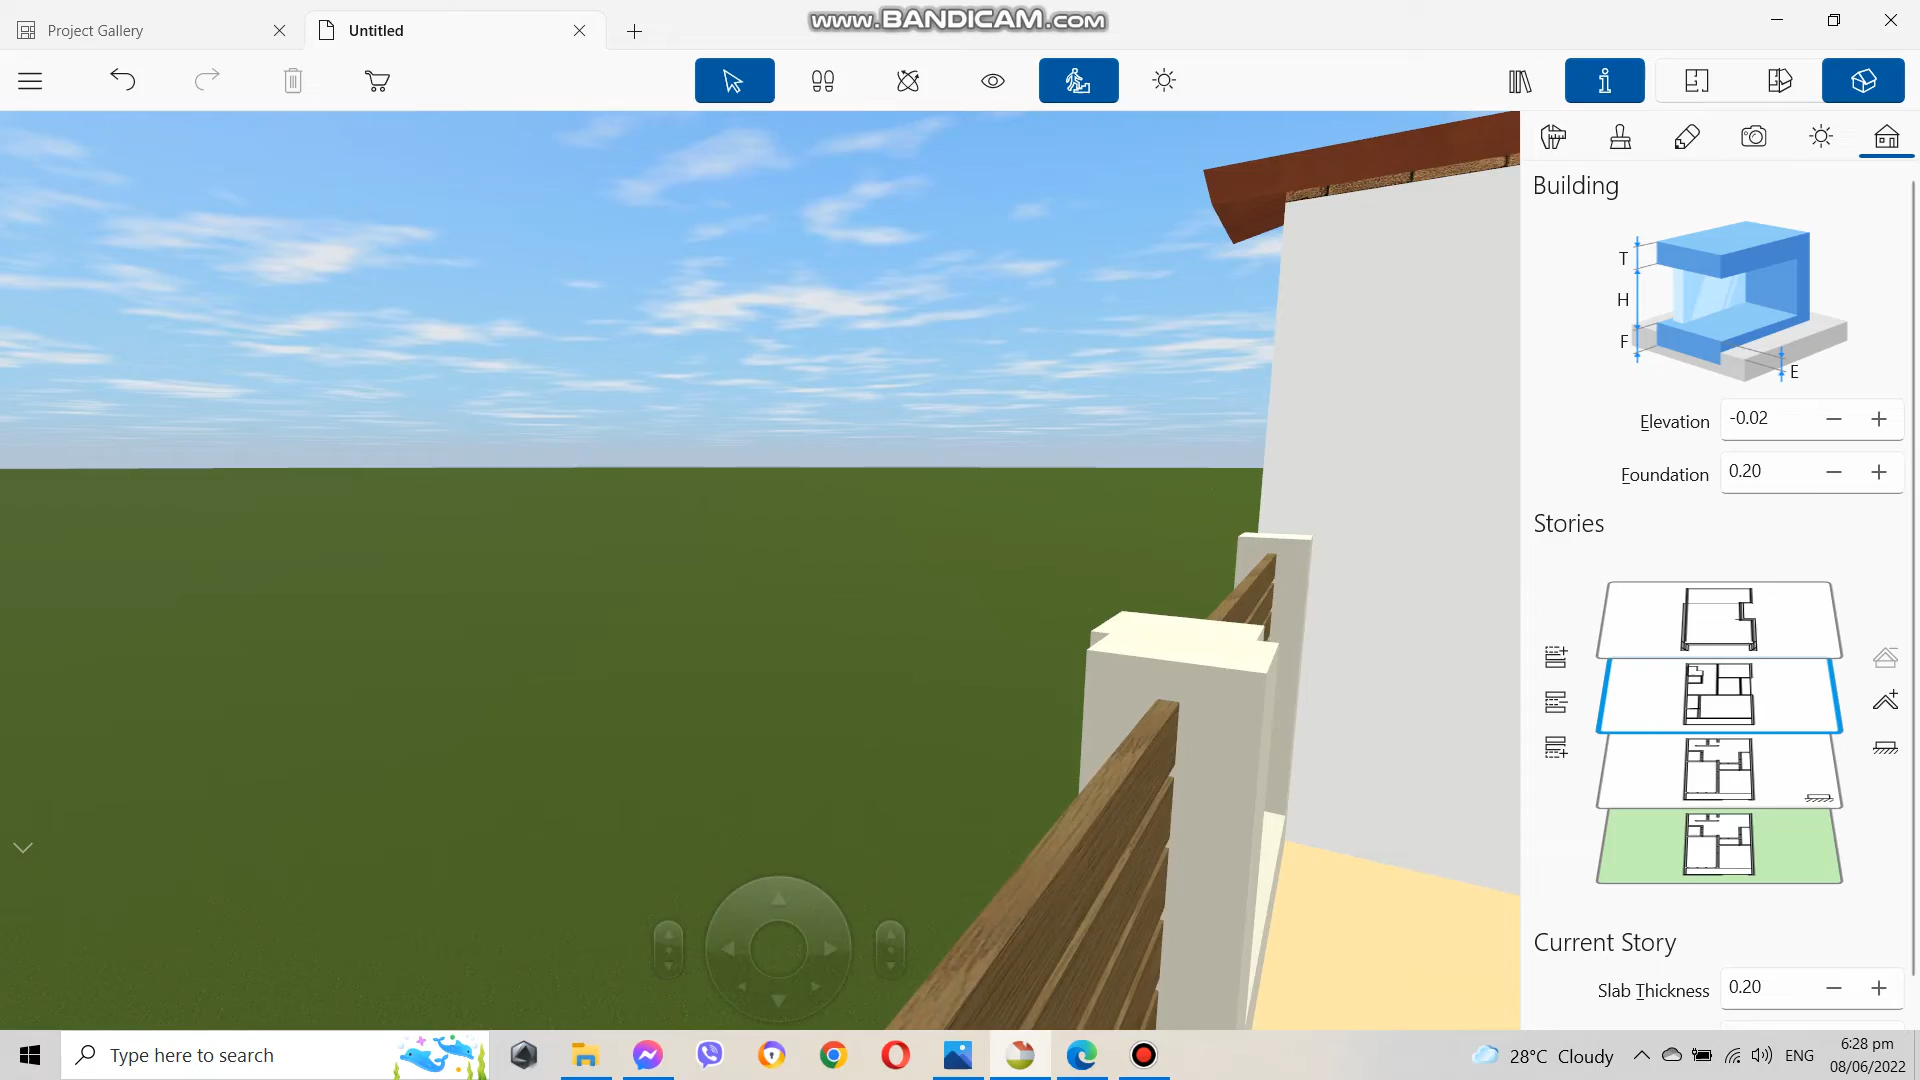 Project Gallery
Untitled
www.BANDICAM.com
Building
T
H
F
E
Elevation -0.02
Foundation 0.20
Stories
Current Story
Slab Thickness 0.20
Type here to search
28°C Cloudy
ENG
6:28 pm
08/06/2022